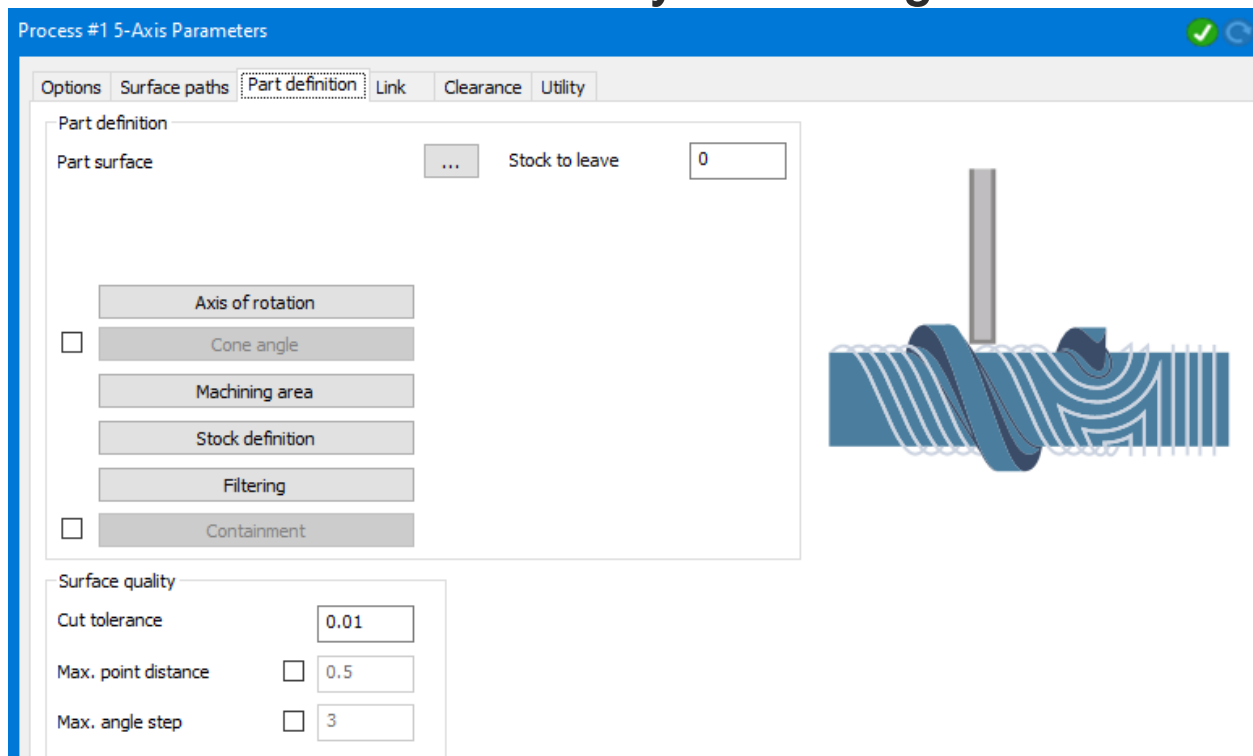 Process #1 5-Axis Parameters
Options Surface paths Part definition Link Clearance Utility
Part definition
Part surface ... Stock to leave 0
Axis of rotation
Cone angle
Machining area
Stock definition
Filtering
Containment
Surface quality
Cut tolerance 0.01
Max. point distance 0.5
Max. angle step 3